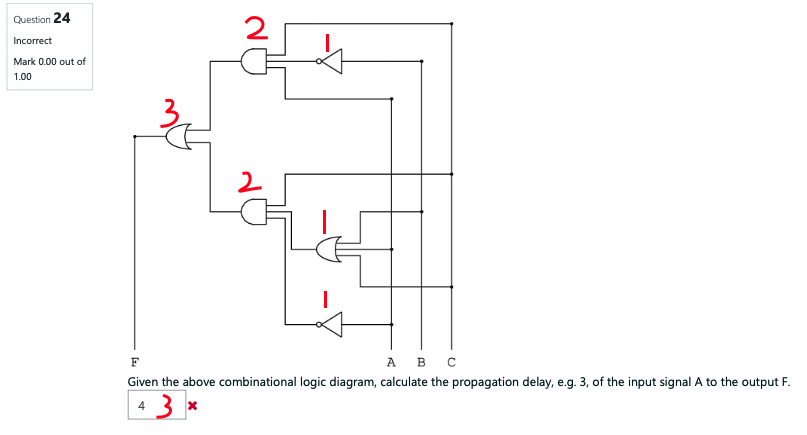 Question 24
Incorrect
Mark 0.00 out of
1.00
2
1
3
2
1
1
F A B C
Given the above combinational logic diagram, calculate the propagation delay, e.g. 3, of the input signal A to the output F.
4 3 ×